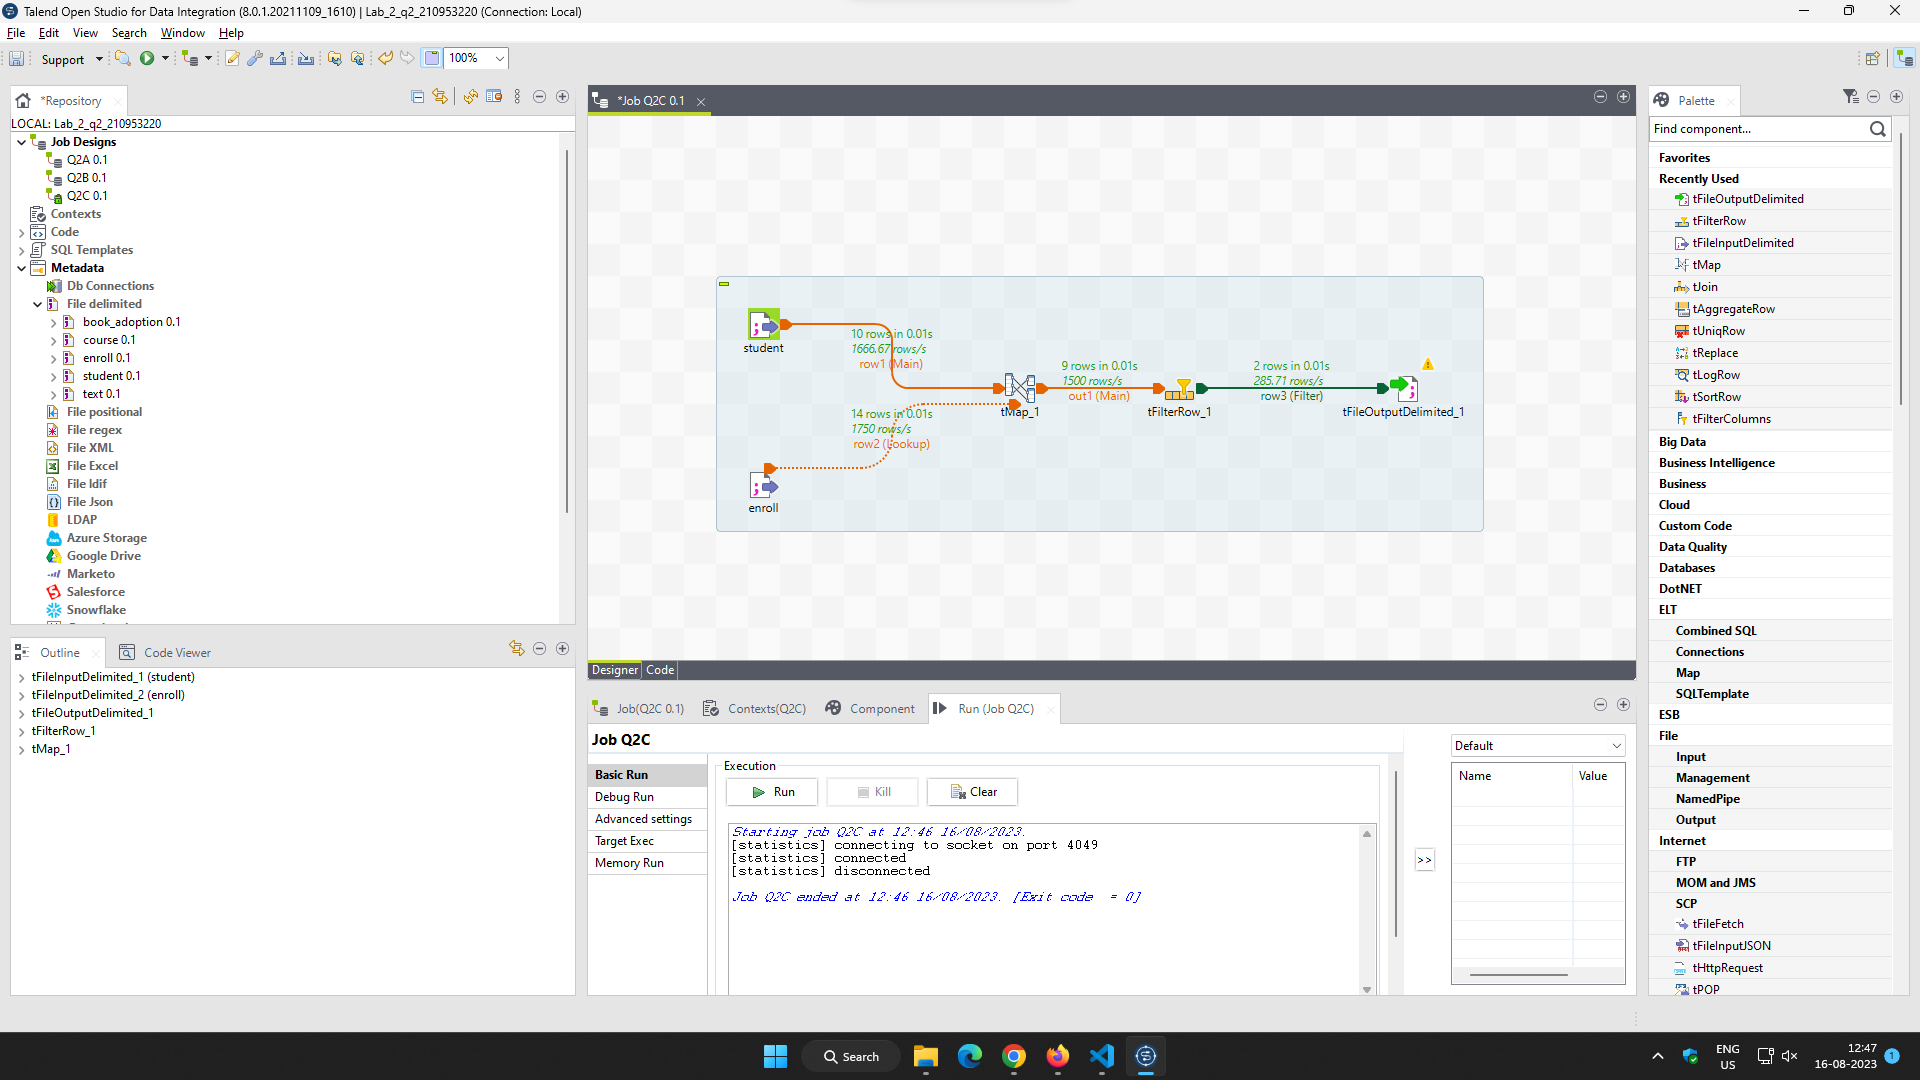 Talend Open Studio for Data Integration (8.0.1.20211109_1610) | Lab_2_q2_210953220 (Connection: Local)
File Edit View Search Window Help
Support 100%
*Repository
LOCAL: Lab_2_q2_210953220
Job Designs
Q2A 0.1
Q2B 0.1
Q2C 0.1
Contexts
Code
SQL Templates
Metadata
Db Connections
File delimited
book_adoption 0.1
course 0.1
enroll 0.1
student 0.1
text 0.1
File positional
File regex
File XML
File Excel
File ldif
File Json
LDAP
Azure Storage
Google Drive
Marketo
Salesforce
Snowflake
Outline Code Viewer
tFileInputDelimited_1 (student)
tFileInputDelimited_2 (enroll)
tFileOutputDelimited_1
tFilterRow_1
tMap_1
*Job Q2C 0.1
student
10 rows in 0.01s
1666.67 rows/s
row1 (Main)
14 rows in 0.01s
1750 rows/s
row2 (Lookup)
enroll
tMap_1
9 rows in 0.01s
1500 rows/s
out1 (Main)
tFilterRow_1
2 rows in 0.01s
285.71 rows/s
row3 (Filter)
tFileOutputDelimited_1
Designer Code
Job(Q2C 0.1) Contexts(Q2C) Component Run (Job Q2C)
Job Q2C
Basic Run
Debug Run
Advanced settings
Target Exec
Memory Run
Execution
Run Kill Clear
Starting job Q2C at 12:46 16/08/2023.
[statistics] connecting to socket on port 4049
[statistics] connected
[statistics] disconnected
Job Q2C ended at 12:46 16/08/2023. [Exit code  = 0]
>>
Default
Name Value
Palette
Find component...
Favorites
Recently Used
tFileOutputDelimited
tFilterRow
tFileInputDelimited
tMap
tJoin
tAggregateRow
tUniqRow
tReplace
tLogRow
tSortRow
tFilterColumns
Big Data
Business Intelligence
Business
Cloud
Custom Code
Data Quality
Databases
DotNET
ELT
Combined SQL
Connections
Map
SQLTemplate
ESB
File
Input
Management
NamedPipe
Output
Internet
FTP
MOM and JMS
SCP
tFileFetch
tFileInputJSON
tHttpRequest
tPOP
Search
ENG
US
12:47
16-08-2023
1